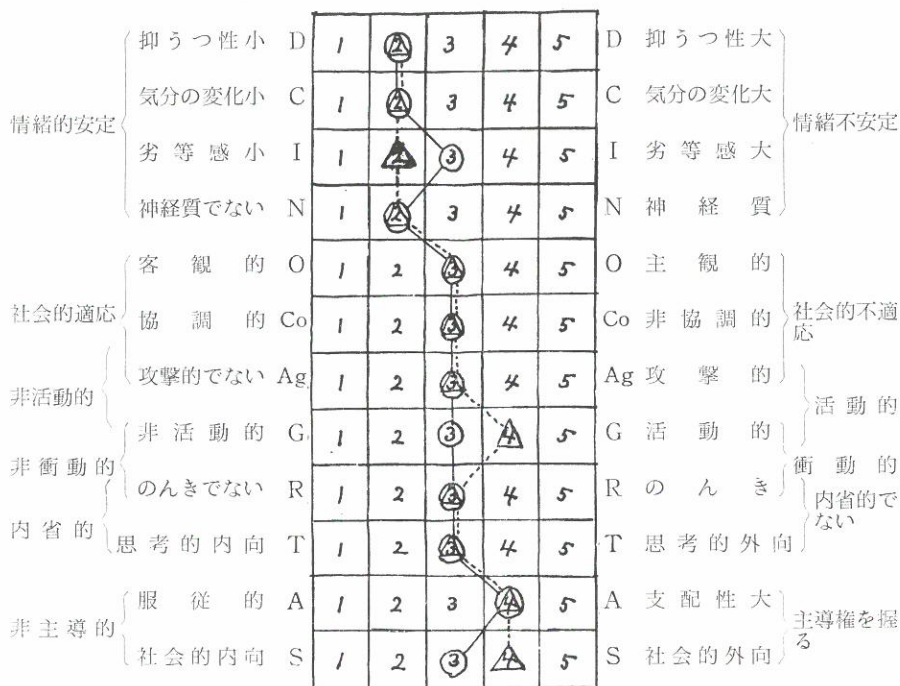 抑うつ性小 D 1 2 3 4 5 D 抑うつ性大
気分の変化小 C 1 2 3 4 5 C 気分の変化大
情緒的安定 情緒不安定
劣等感小 I 1 2 3 4 5 I 劣等感大
神経質でない N 1 2 3 4 5 N 神経質
客観的 O 1 2 3 4 5 O 主観的
社会的適応 協調的 Co 1 2 3 4 5 Co 非協調的 社会的不適応
攻撃的でない Ag 1 2 3 4 5 Ag 攻撃的
非活動的 活動的
非活動的 G 1 2 3 4 5 G 活動的
非衝動的 衝動的
のんきでない R 1 2 3 4 5 R のんき
内省的 内省的でない
思考的内向 T 1 2 3 4 5 T 思考的外向
服従的 A 1 2 3 4 5 A 支配性大
非主導的 主導権を握る
社会的内向 S 1 2 3 4 5 S 社会的外向